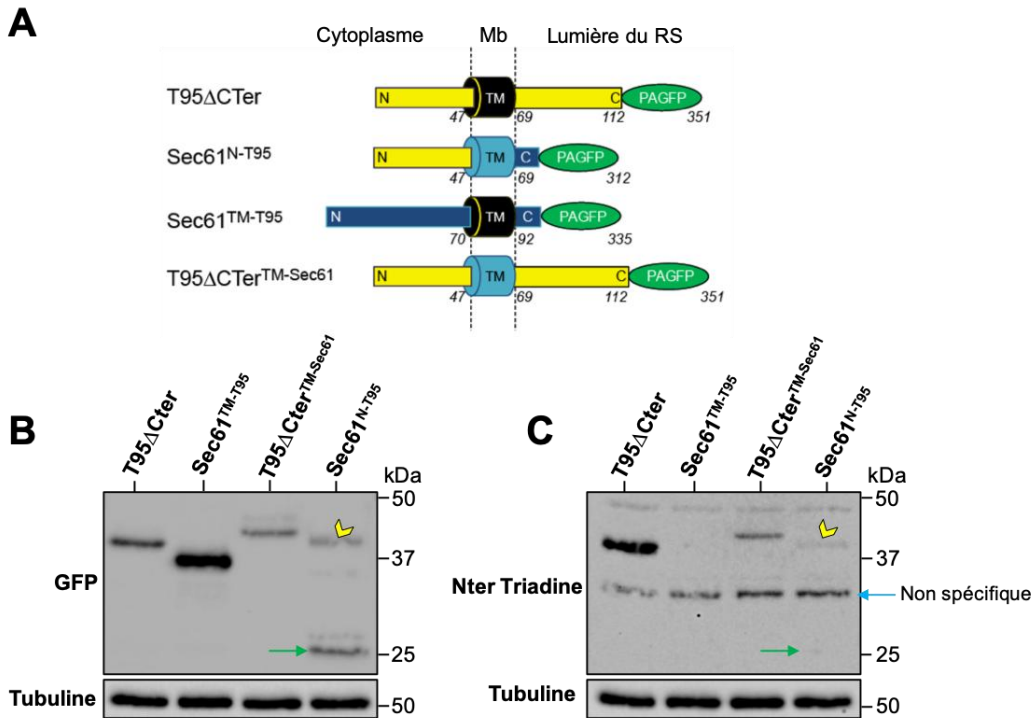 A
Cytoplasme Mb Lumière du RS
T95ΔCTer N TM C PAGFP
47 69 112 351
Sec61N-T95 N TM C PAGFP
47 69 312
Sec61TM-T95 N TM C PAGFP
70 92 335
T95ΔCTerTM-Sec61 N TM C PAGFP
47 69 112 351
B
T95ΔCter Sec61TM-T95 T95ΔCterTM-Sec61 Sec61N-T95
kDa
50
37
GFP
25
Tubuline 50
C
T95ΔCter Sec61TM-T95 T95ΔCterTM-Sec61 Sec61N-T95
kDa
50
37
Nter Triadine
Non spécifique
25
Tubuline 50